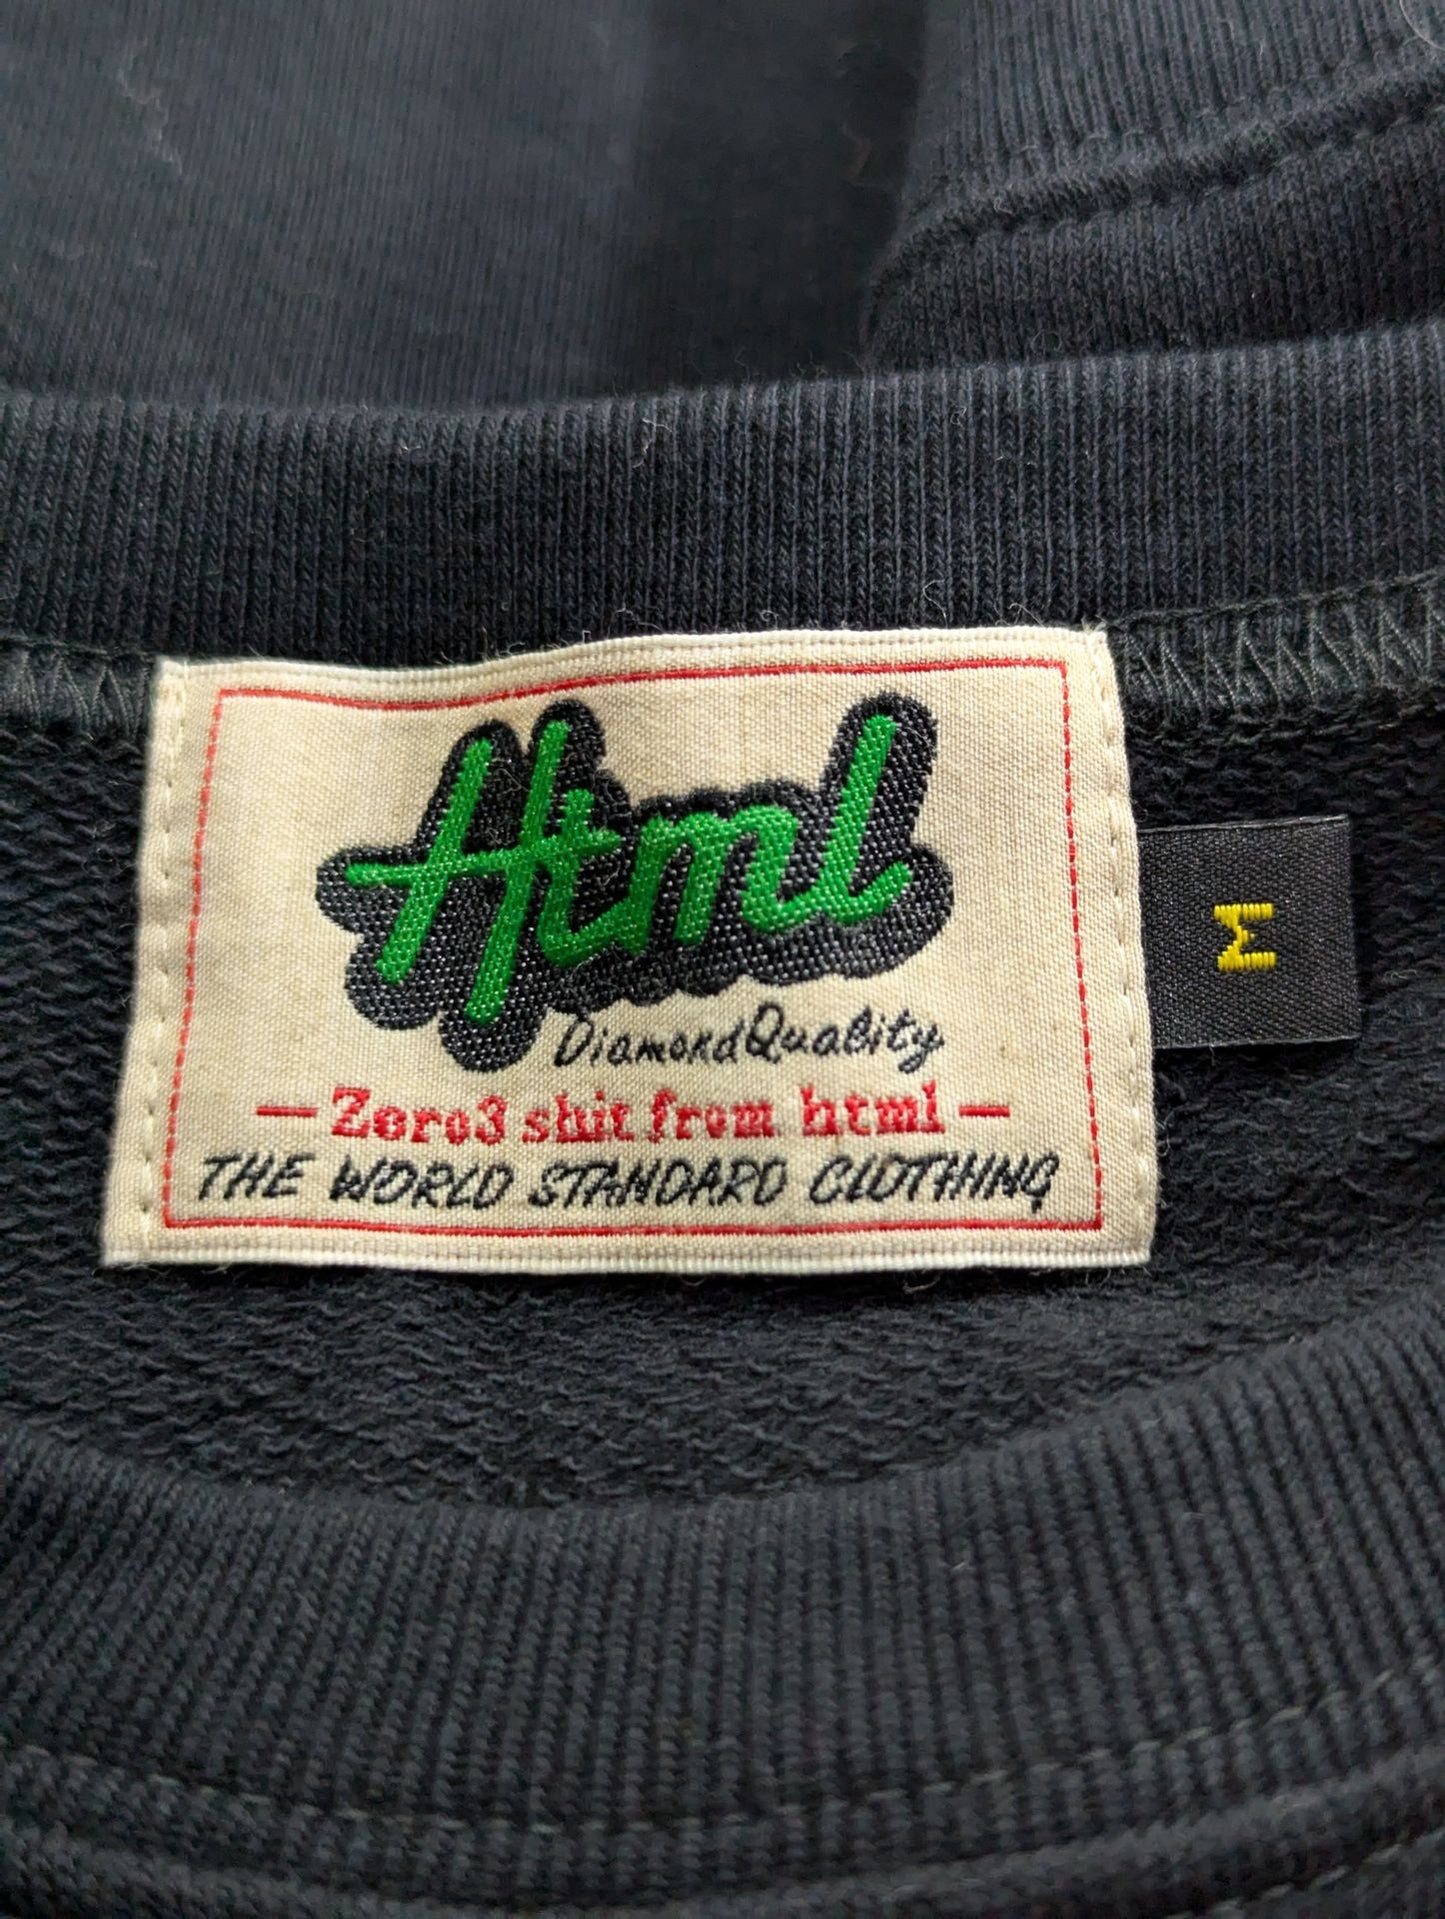 Html
DiamondQuality
—Zero3 shit from html—
THE WORLD STANDARD CLOTHING
M